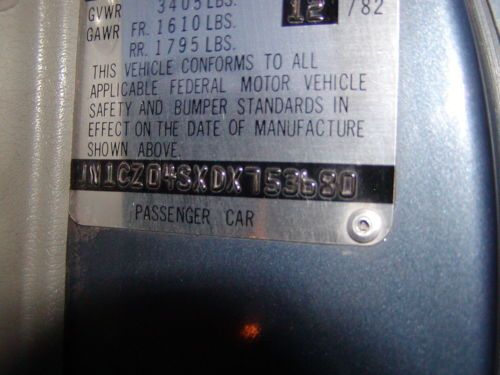 GVWR 3405 LBS. 12 /82
GAWR FR. 1610 LBS.
RR. 1795 LBS.
THIS VEHICLE CONFORMS TO ALL
APPLICABLE FEDERAL MOTOR VEHICLE
SAFETY AND BUMPER STANDARDS IN
EFFECT ON THE DATE OF MANUFACTURE
SHOWN ABOVE.
JN1CZ04SXDX753680
PASSENGER CAR